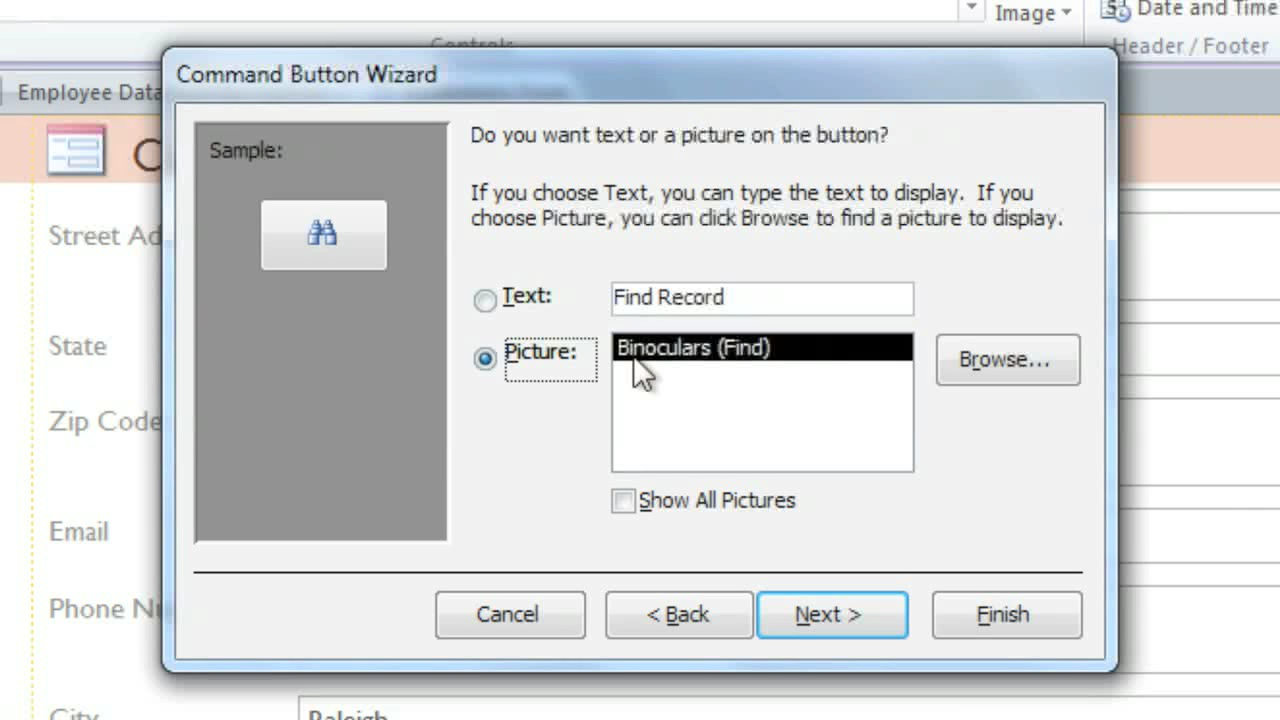 Image
Date and Time
Controls
Header / Footer
Employee Data
Command Button Wizard
C
Sample:
Do you want text or a picture on the button?
If you choose Text, you can type the text to display. If you
choose Picture, you can click Browse to find a picture to display.
Street Ad
Text:
Find Record
State
Picture:
Binoculars (Find)
Browse...
Zip Code
Show All Pictures
Email
Phone Nu
Cancel
< Back
Next >
Finish
City
Raleigh